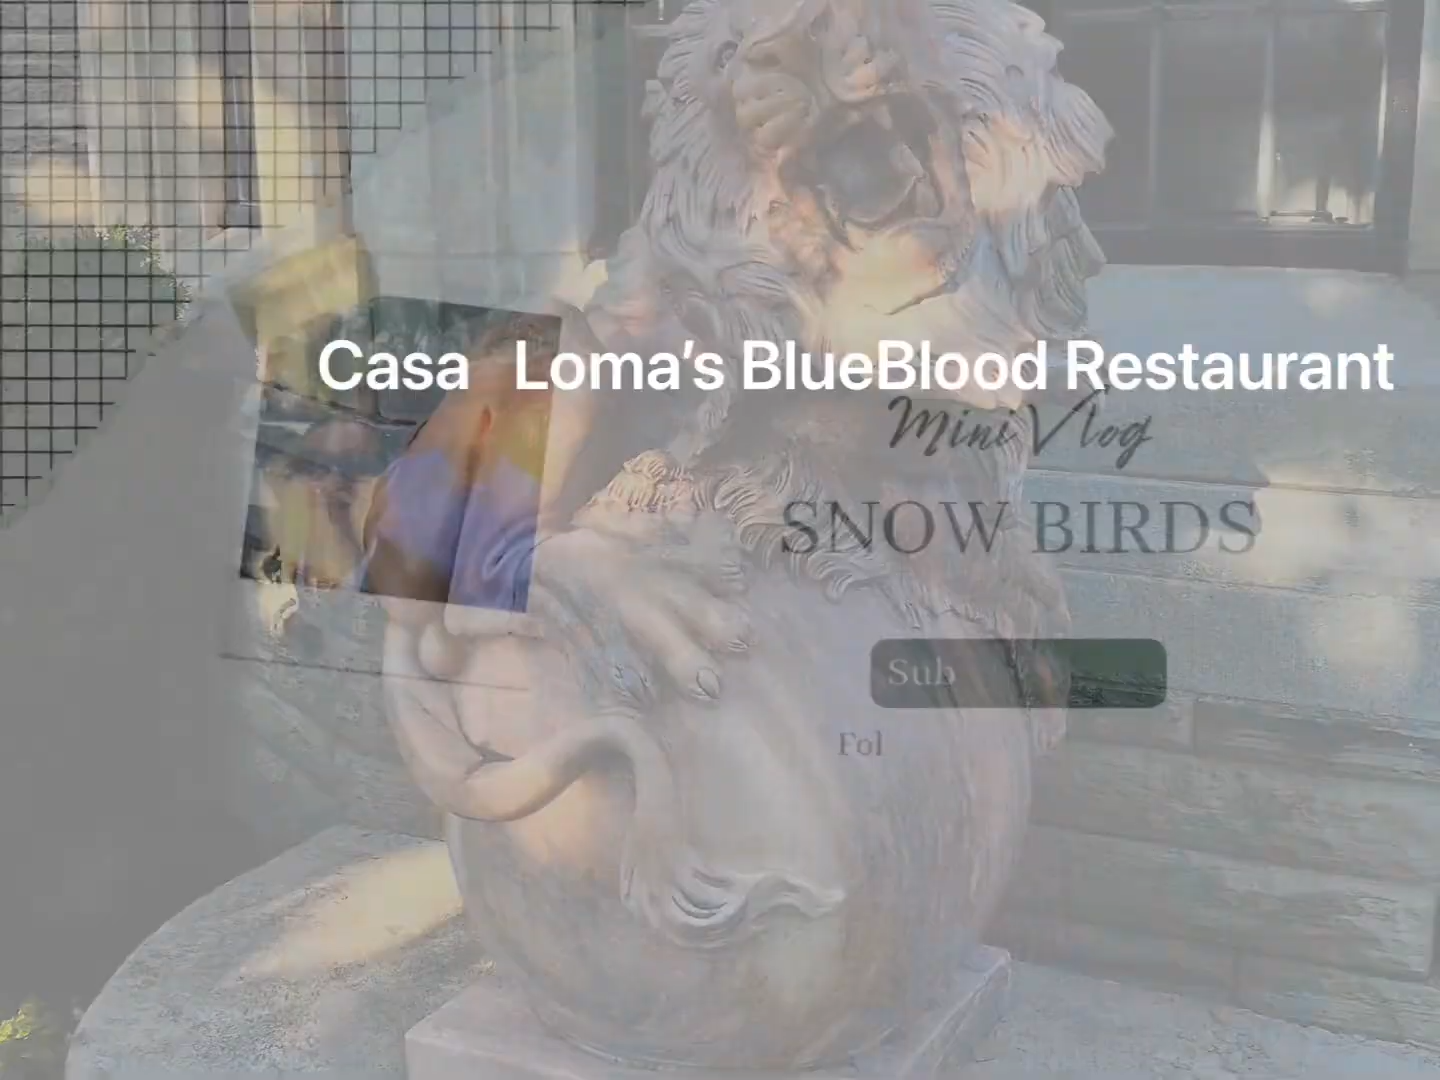 Casa Loma’s BlueBlood Restaurant
Mini Vlog
SNOW BIRDS
Sub
Fol